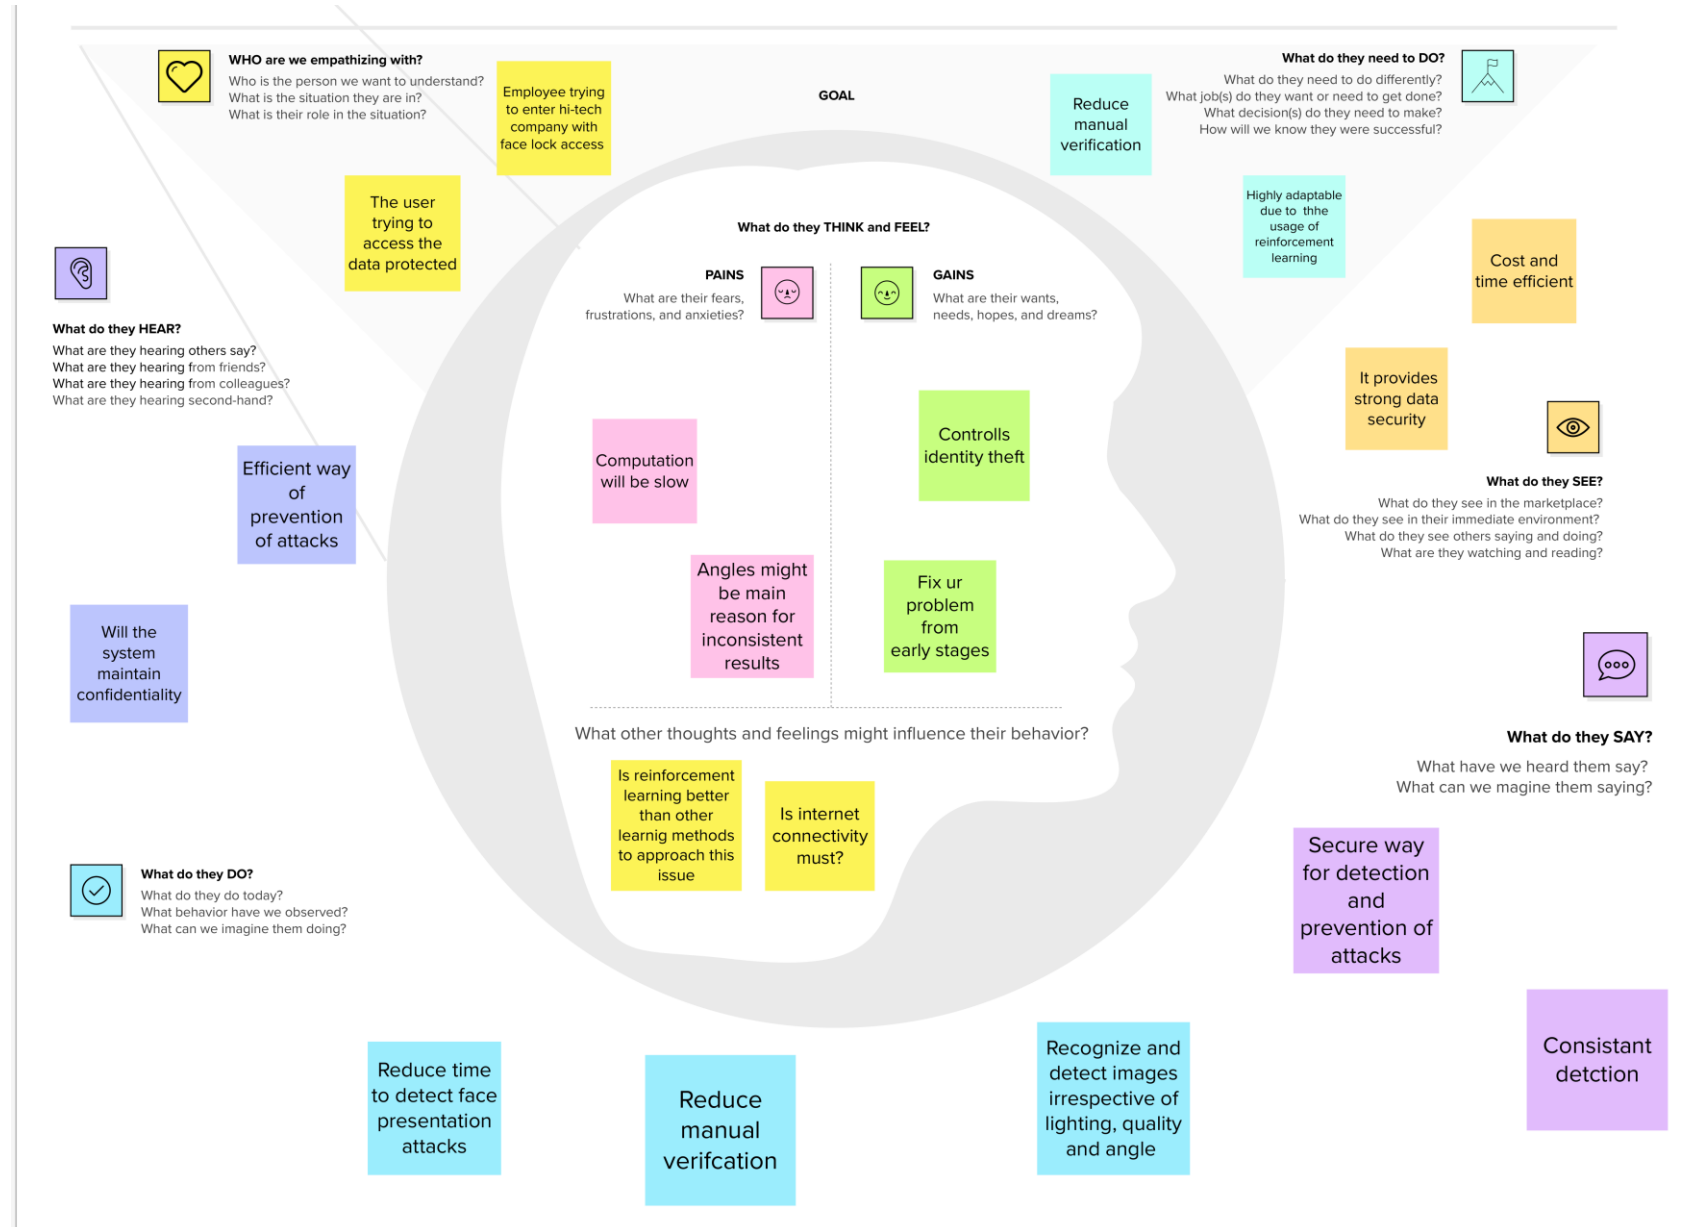 WHO are we empathizing with?
Who is the person we want to understand?
What is the situation they are in?
What is their role in the situation?
Employee trying
to enter hi-tech
company with
face lock access
The user
trying to
access the
data protected
GOAL
What do they need to DO?
What do they need to do differently?
What job(s) do they want or need to get done?
What decision(s) do they need to make?
How will we know they were successful?
Reduce
manual
verification
Highly adaptable
due to thhe
usage of
reinforcement
learning
What do they HEAR?
What are they hearing others say?
What are they hearing from friends?
What are they hearing from colleagues?
What are they hearing second-hand?
Efficient way
of
prevention
of attacks
Will the
system
maintain
confidentiality
What do they THINK and FEEL?
PAINS
What are their fears,
frustrations, and anxieties?
GAINS
What are their wants,
needs, hopes, and dreams?
Computation
will be slow
Angles might
be main
reason for
inconsistent
results
Controlls
identity theft
Fix ur
problem
from
early stages
What other thoughts and feelings might influence their behavior?
Is reinforcement
learning better
than other
learnig methods
to approach this
issue
Is internet
connectivity
must?
Cost and
time efficient
It provides
strong data
security
What do they SEE?
What do they see in the marketplace?
What do they see in their immediate environment?
What do they see others saying and doing?
What are they watching and reading?
What do they SAY?
What have we heard them say?
What can we magine them saying?
Secure way
for detection
and
prevention of
attacks
Consistant
detction
What do they DO?
What do they do today?
What behavior have we observed?
What can we imagine them doing?
Reduce time
to detect face
presentation
attacks
Reduce
manual
verifcation
Recognize and
detect images
irrespective of
lighting, quality
and angle